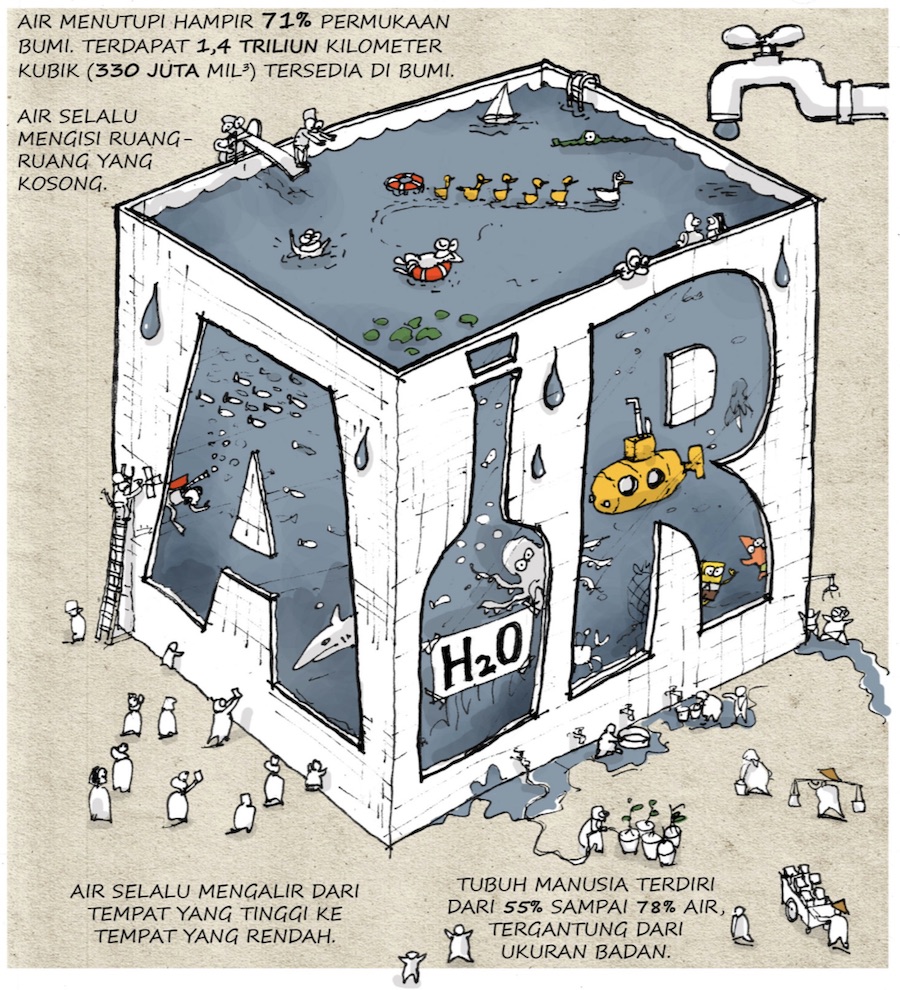 AIR MENUTUPI HAMPIR 71% PERMUKAAN
BUMI. TERDAPAT 1,4 TRILIUN KILOMETER
KUBIK (330 JUTA MIL³) TERSEDIA DI BUMI.
AIR SELALU
MENGISI RUANG-
RUANG YANG
KOSONG.
AIR
H2O
AIR SELALU MENGALIR DARI
TEMPAT YANG TINGGI KE
TEMPAT YANG RENDAH.
TUBUH MANUSIA TERDIRI
DARI 55% SAMPAI 78% AIR,
TERGANTUNG DARI
UKURAN BADAN.